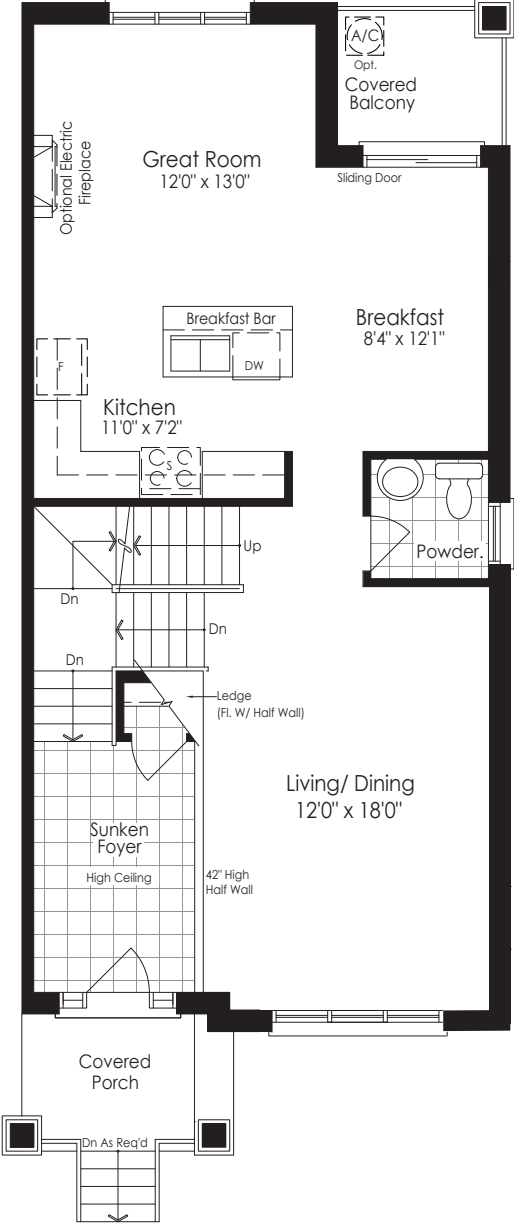 A/C
Opt.
Covered
Balcony
Great Room
12'0" x 13'0"
Sliding Door
Optional Electric
Fireplace
Breakfast Bar
Breakfast
8'4" x 12'1"
DW
F
Kitchen
11'0" x 7'2"
S
Powder.
Up
Dn
Dn
Dn
Ledge
(Fl. W/ Half Wall)
Living/ Dining
12'0" x 18'0"
Sunken
Foyer
High Ceiling
42" High
Half Wall
Covered
Porch
Dn As Req'd